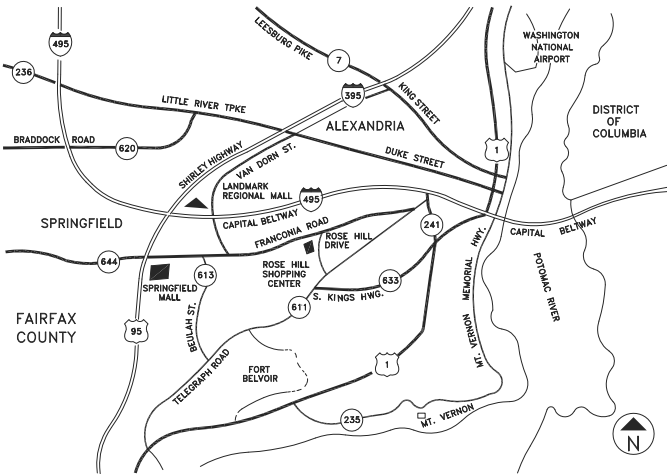 WASHINGTON
NATIONAL
AIRPORT
LEESBURG PIKE
495
7
236
395
KING STREET
LITTLE RIVER TPKE
DISTRICT
OF
COLUMBIA
ALEXANDRIA
BRADDOCK ROAD
620
SHIRLEY HIGHWAY
VAN DORN ST.
DUKE STREET
1
LANDMARK
REGIONAL MALL
495
SPRINGFIELD
CAPITAL BELTWAY
241
CAPITAL BELTWAY
FRANCONIA ROAD
ROSE HILL
DRIVE
644
613
ROSE HILL
SHOPPING
CENTER
SPRINGFIELD
MALL
633
S. KINGS HWG.
611
MT. VERNON MEMORIAL HWY.
POTOMAC RIVER
FAIRFAX
COUNTY
95
BEULAH ST.
TELEGRAPH ROAD
FORT
BELVOIR
1
235
MT. VERNON
N